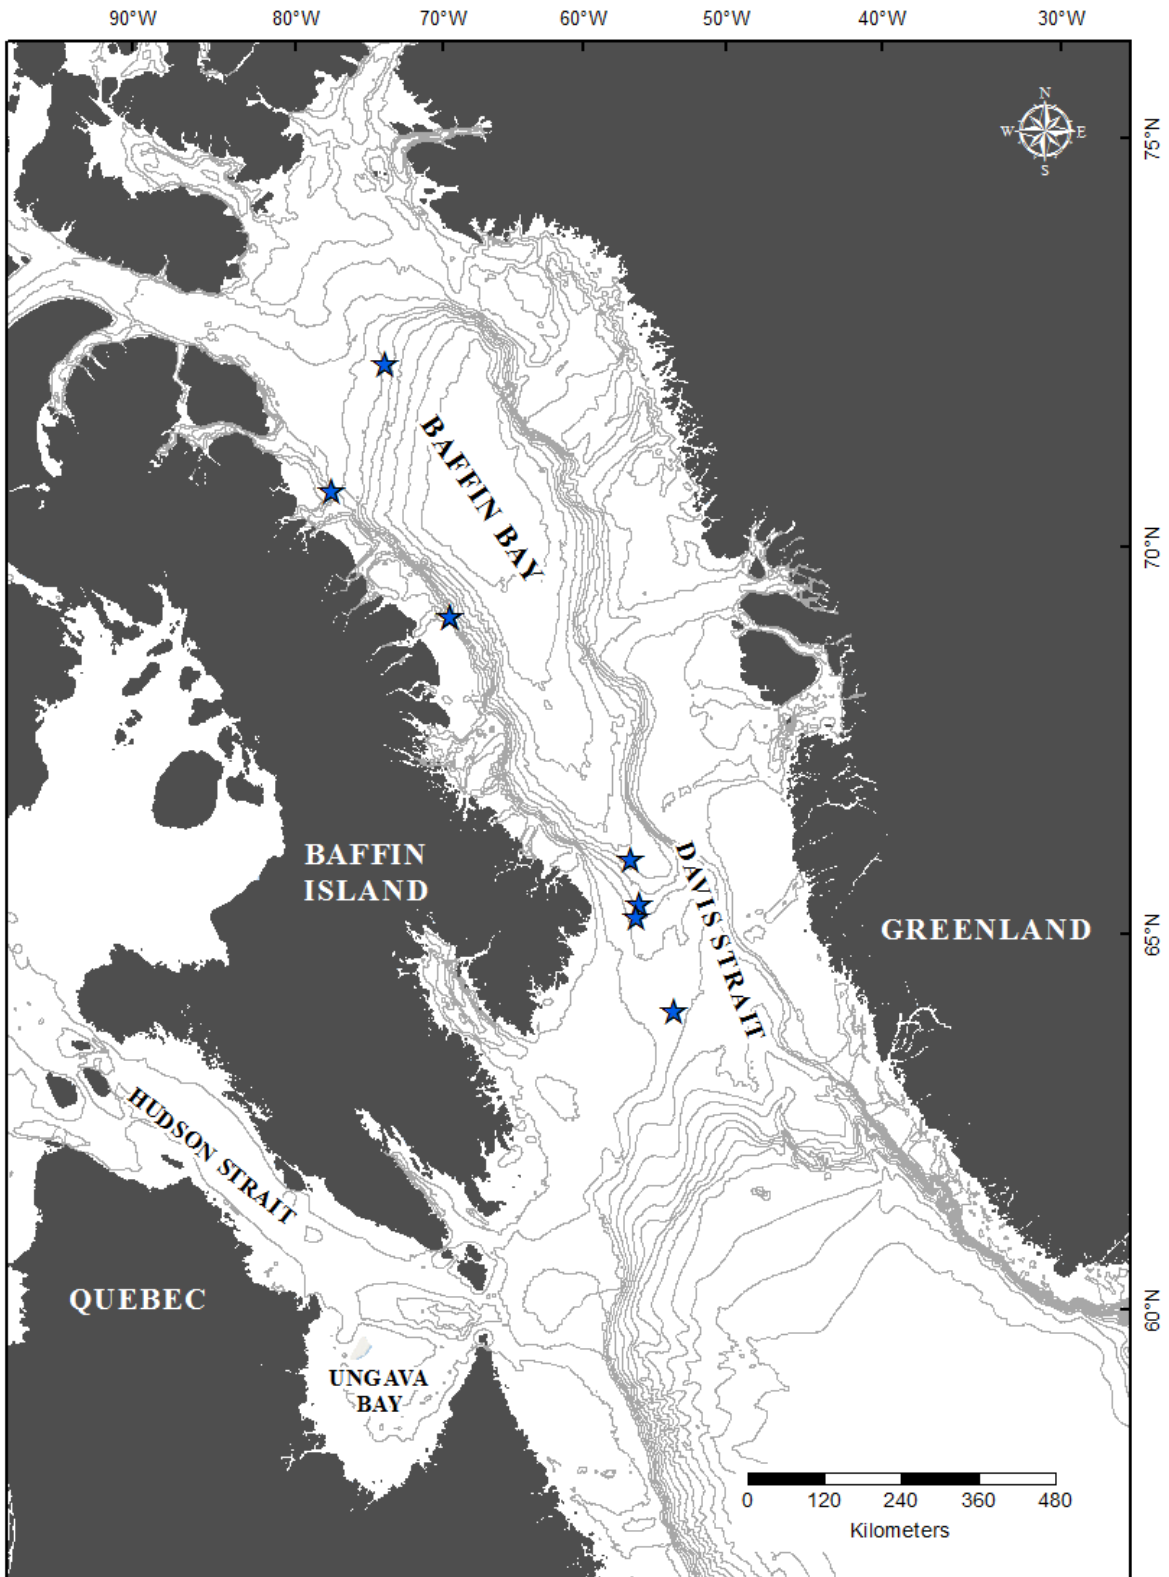 90°W 80°W 70°W 60°W 50°W 40°W 30°W
N
W E
S
75°N
BAFFIN BAY
70°N
BAFFIN
ISLAND
DAVIS STRAIT
GREENLAND
65°N
HUDSON STRAIT
QUEBEC
60°N
UNGAVA
BAY
0 120 240 360 480
Kilometers